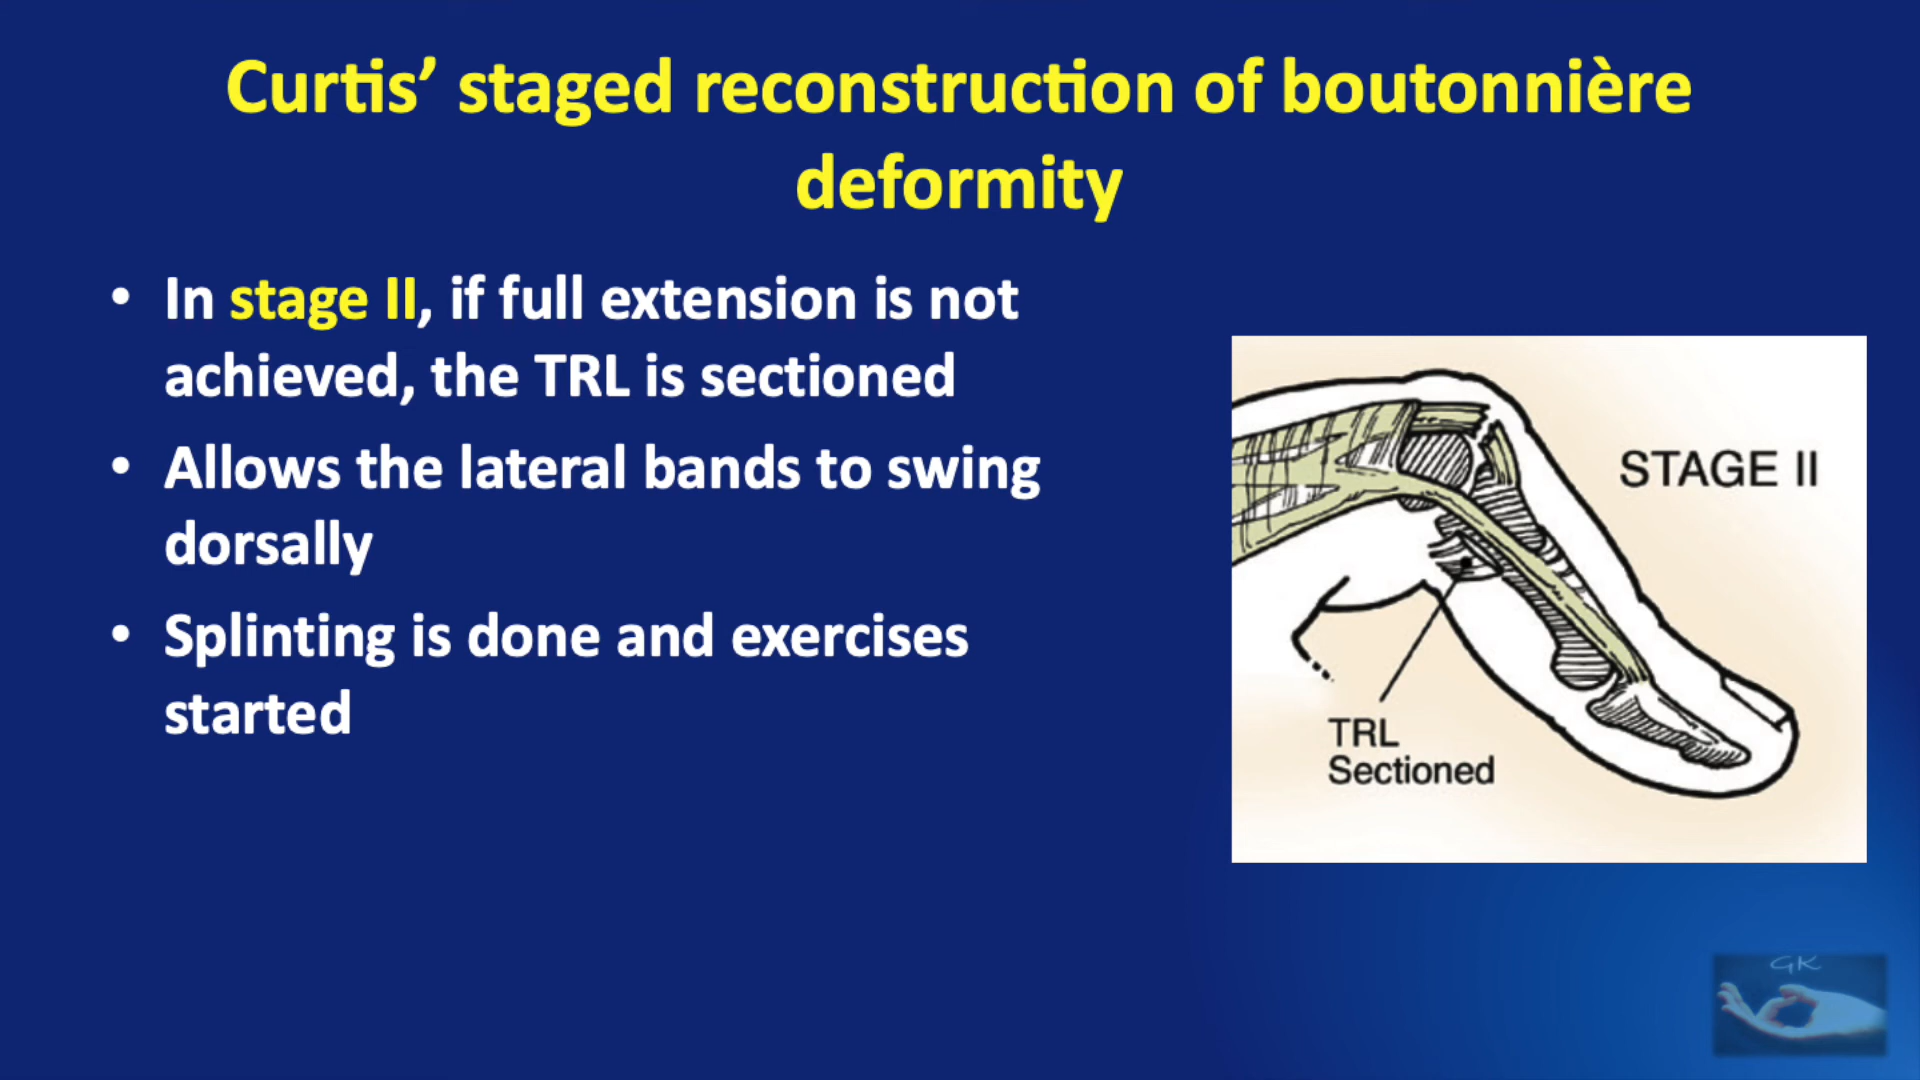 Curtis’ staged reconstruction of boutonnière
deformity
• In stage II, if full extension is not
achieved, the TRL is sectioned
• Allows the lateral bands to swing
dorsally
• Splinting is done and exercises
started
STAGE II
TRL
Sectioned
GK